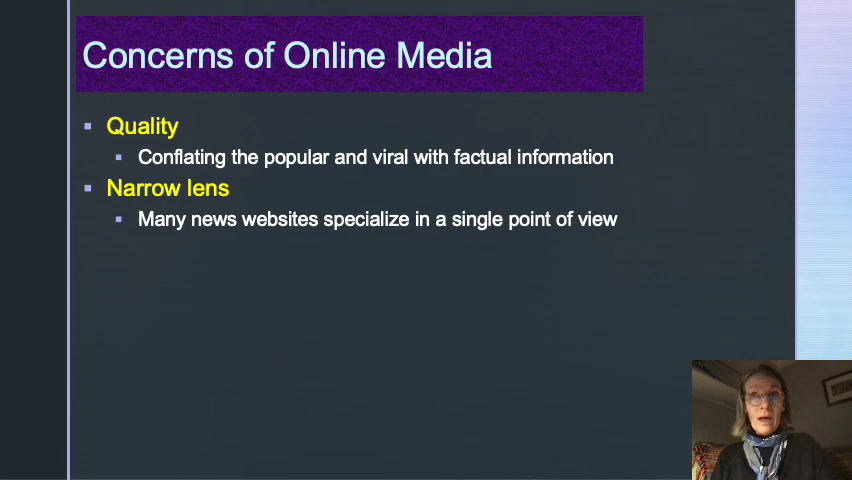 Concerns of Online Media
Quality
Conflating the popular and viral with factual information
Narrow lens
Many news websites specialize in a single point of view